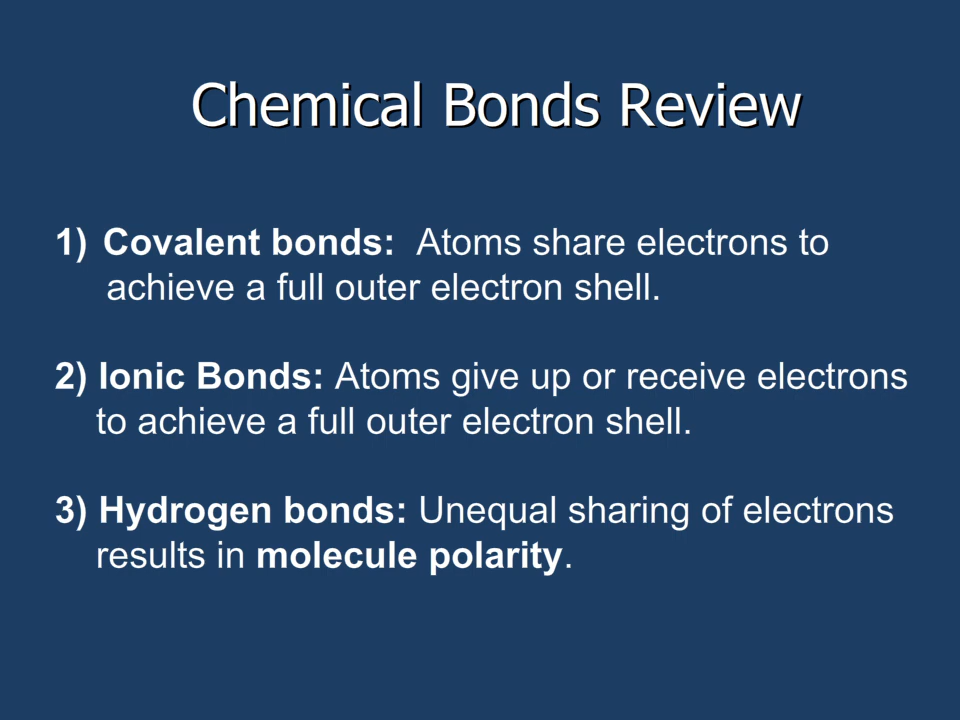 Chemical Bonds Review
1) Covalent bonds: Atoms share electrons to
achieve a full outer electron shell.
2) Ionic Bonds: Atoms give up or receive electrons
to achieve a full outer electron shell.
3) Hydrogen bonds: Unequal sharing of electrons
results in molecule polarity.